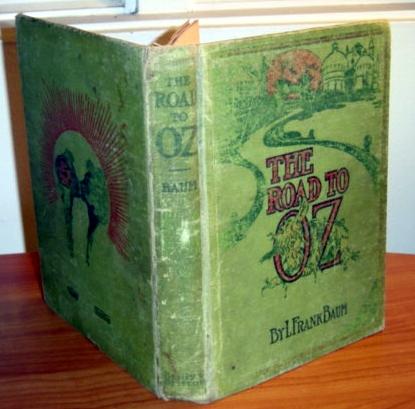 THE
ROAD
TO
OZ
BAUM
THE
ROAD TO
OZ
BY L FRANK BAUM